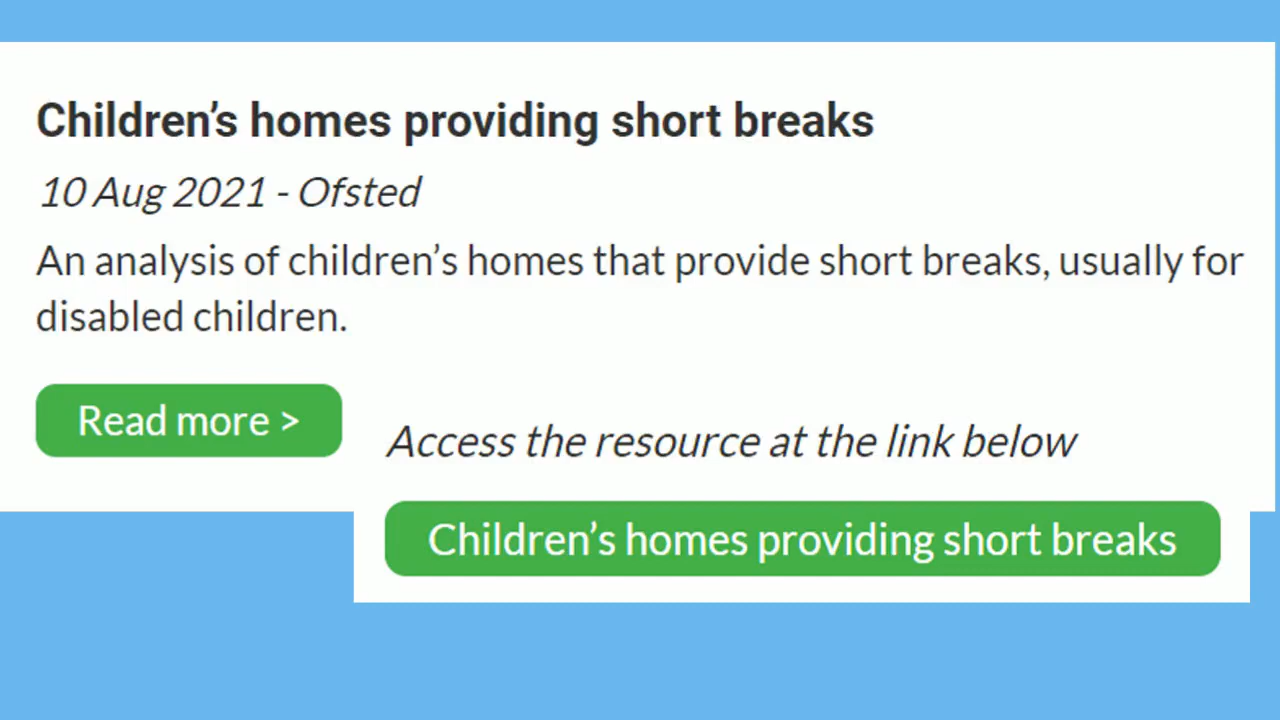 Children’s homes providing short breaks
10 Aug 2021 - Ofsted
An analysis of children’s homes that provide short breaks, usually for
disabled children.
Read more >
Access the resource at the link below
Children’s homes providing short breaks